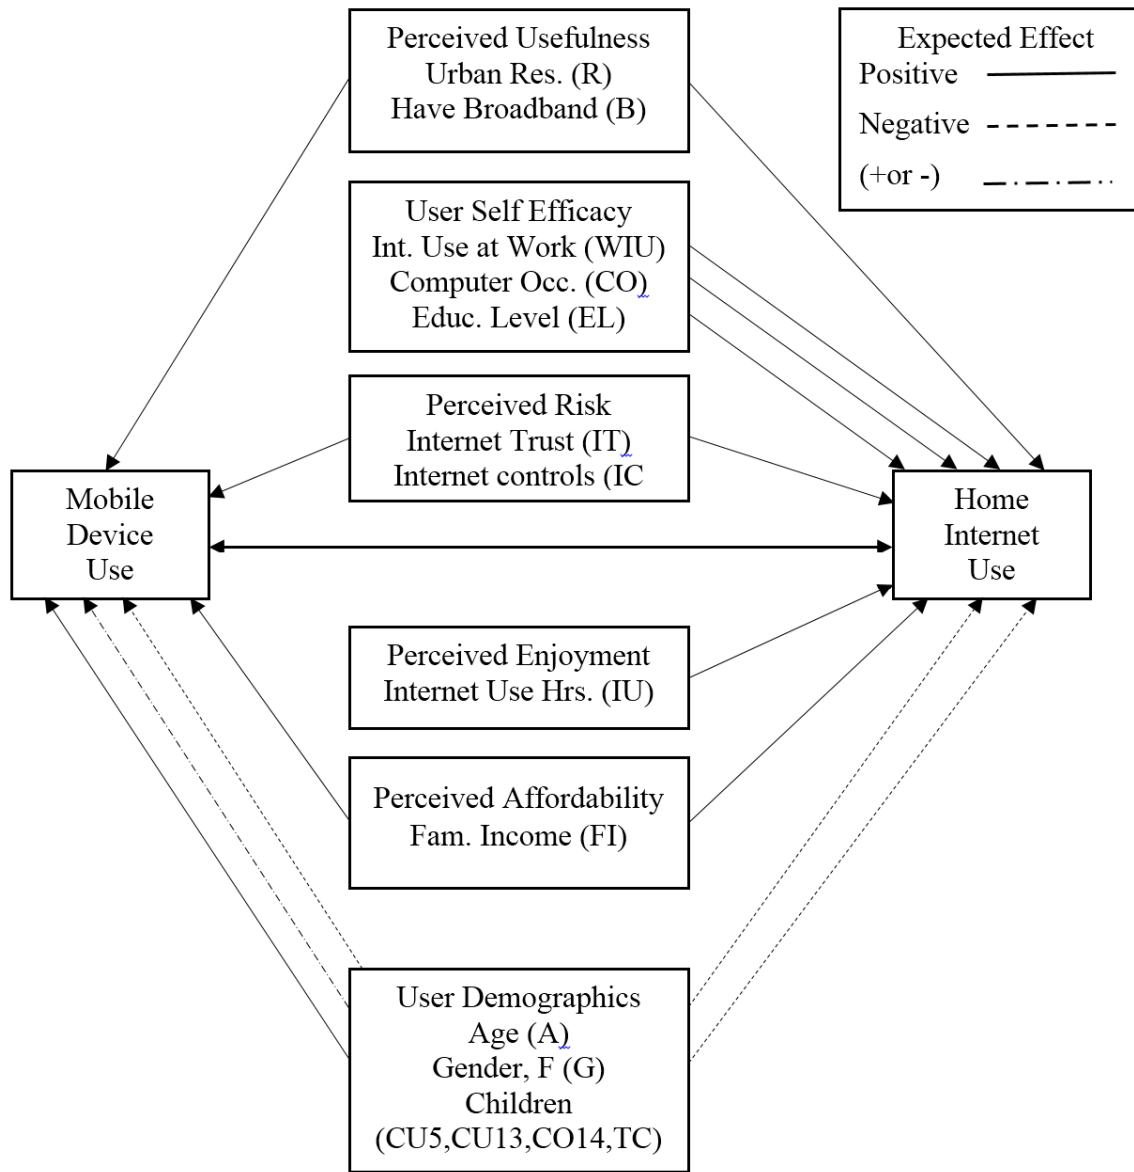 Perceived Usefulness
Urban Res. (R)
Have Broadband (B)
Expected Effect
Positive
Negative
(+or -)
User Self Efficacy
Int. Use at Work (WIU)
Computer Occ. (CO)
Educ. Level (EL)
Perceived Risk
Internet Trust (IT)
Internet controls (IC
Mobile
Device
Use
Home
Internet
Use
Perceived Enjoyment
Internet Use Hrs. (IU)
Perceived Affordability
Fam. Income (FI)
User Demographics
Age (A)
Gender, F (G)
Children
(CU5,CU13,CO14,TC)